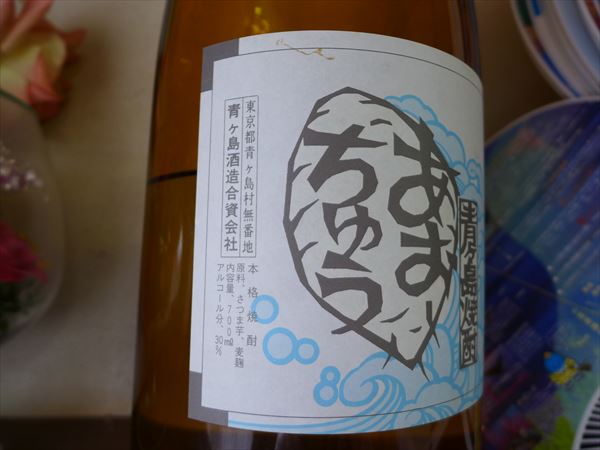 青ヶ島焼酎
あお
ちゅう
東京都青ヶ島村無番地
青ヶ島酒造合資会社
本格焼酎
原料、さつま芋、麦麹
内容量、700mℓ
アルコール分、30%